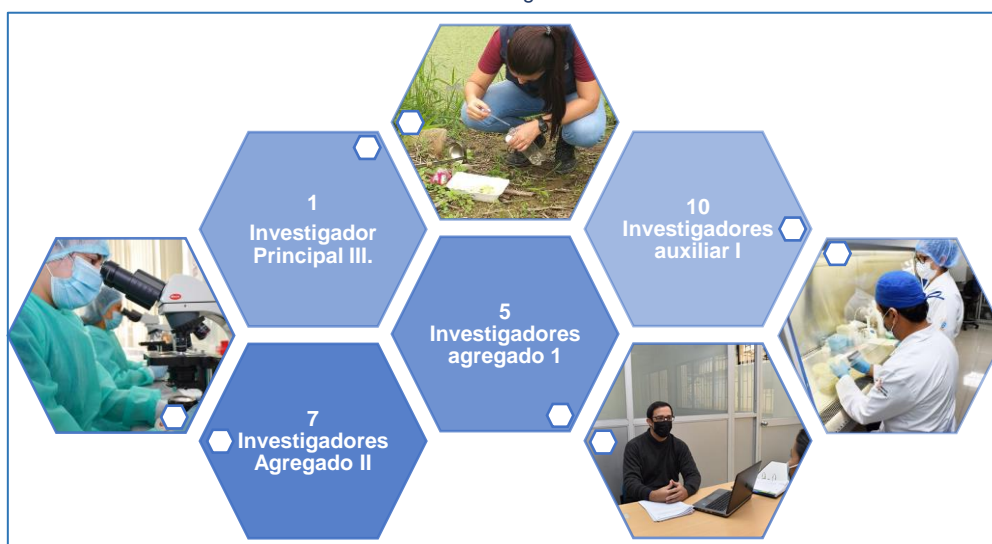 1
Investigador
Principal III.
10
Investigadores
auxiliar I
5
Investigadores
agregado 1
7
Investigadores
Agregado II